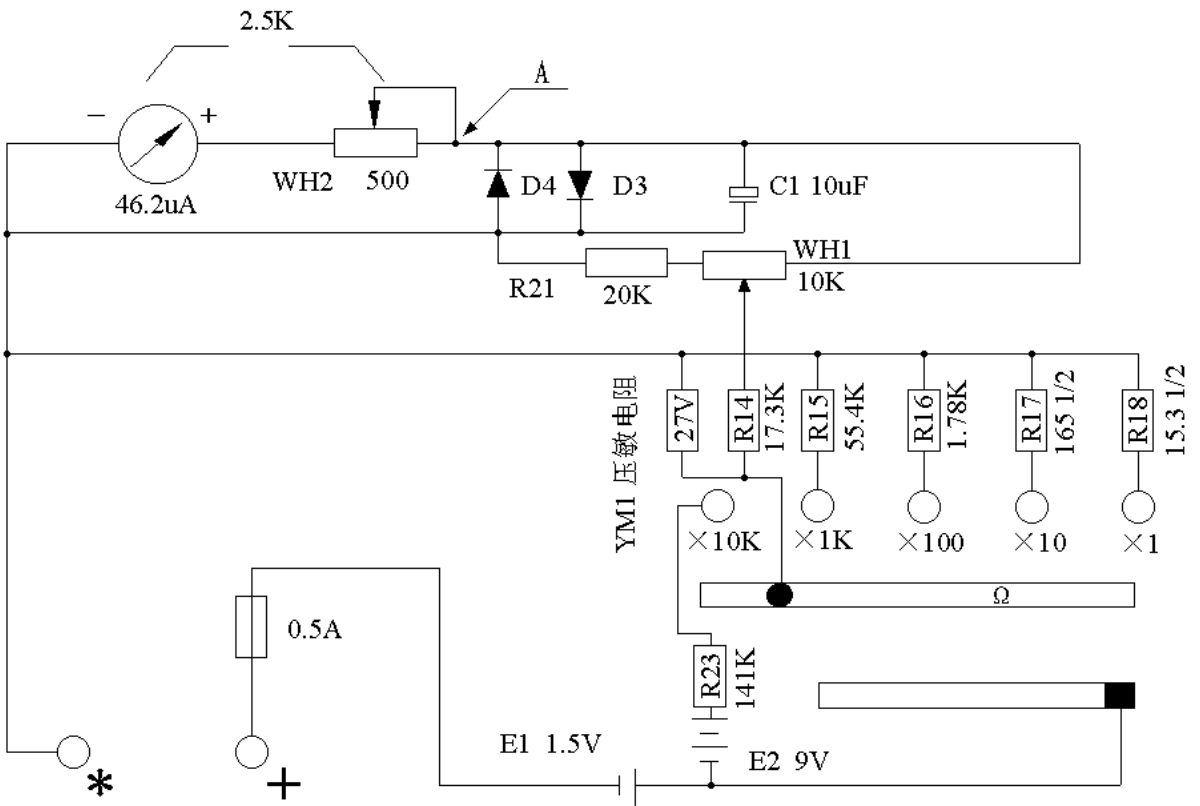 2.5K
A
−
+
WH2
500
D4
D3
C1 10uF
46.2uA
WH1
10K
R21
20K
YM1 压敏电阻
27V
R14
17.3K
R15
55.4K
R16
1.78K
R17
165 1/2
R18
15.3 1/2
×10K
×1K
×100
×10
×1
Ω
0.5A
R23
141K
E1 1.5V
E2 9V
*
+